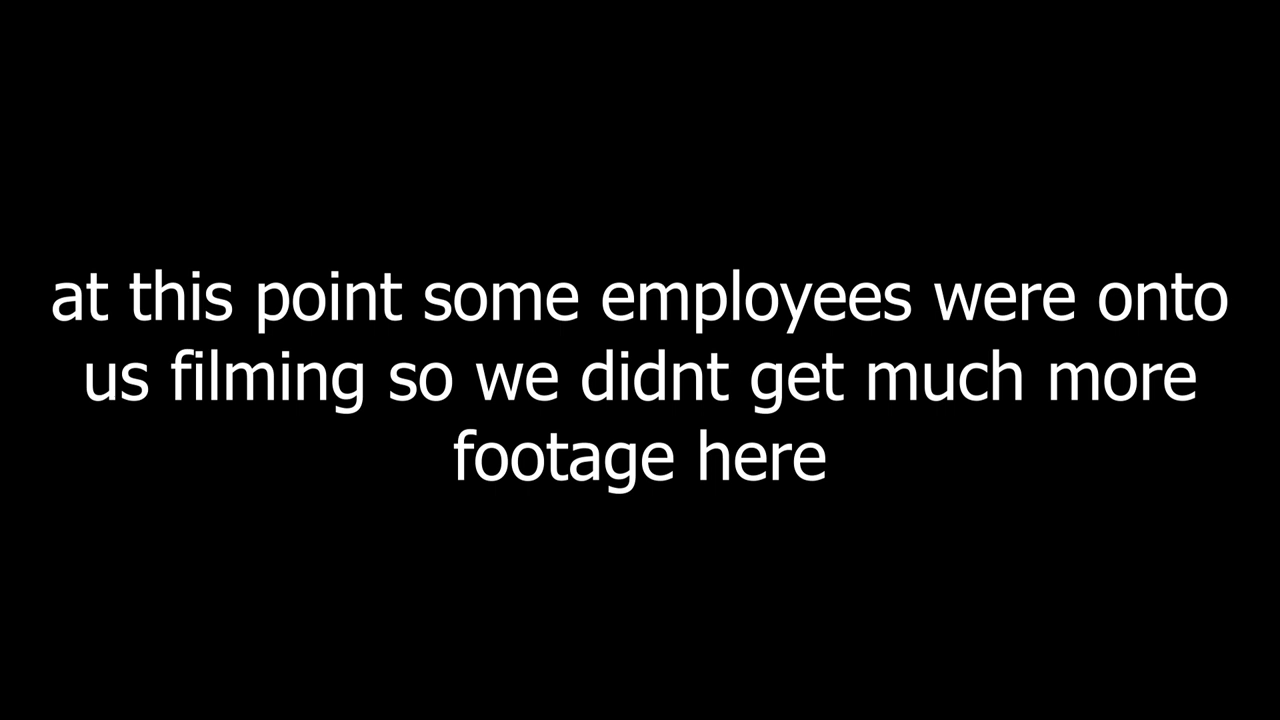 at this point some employees were onto
us filming so we didnt get much more
footage here